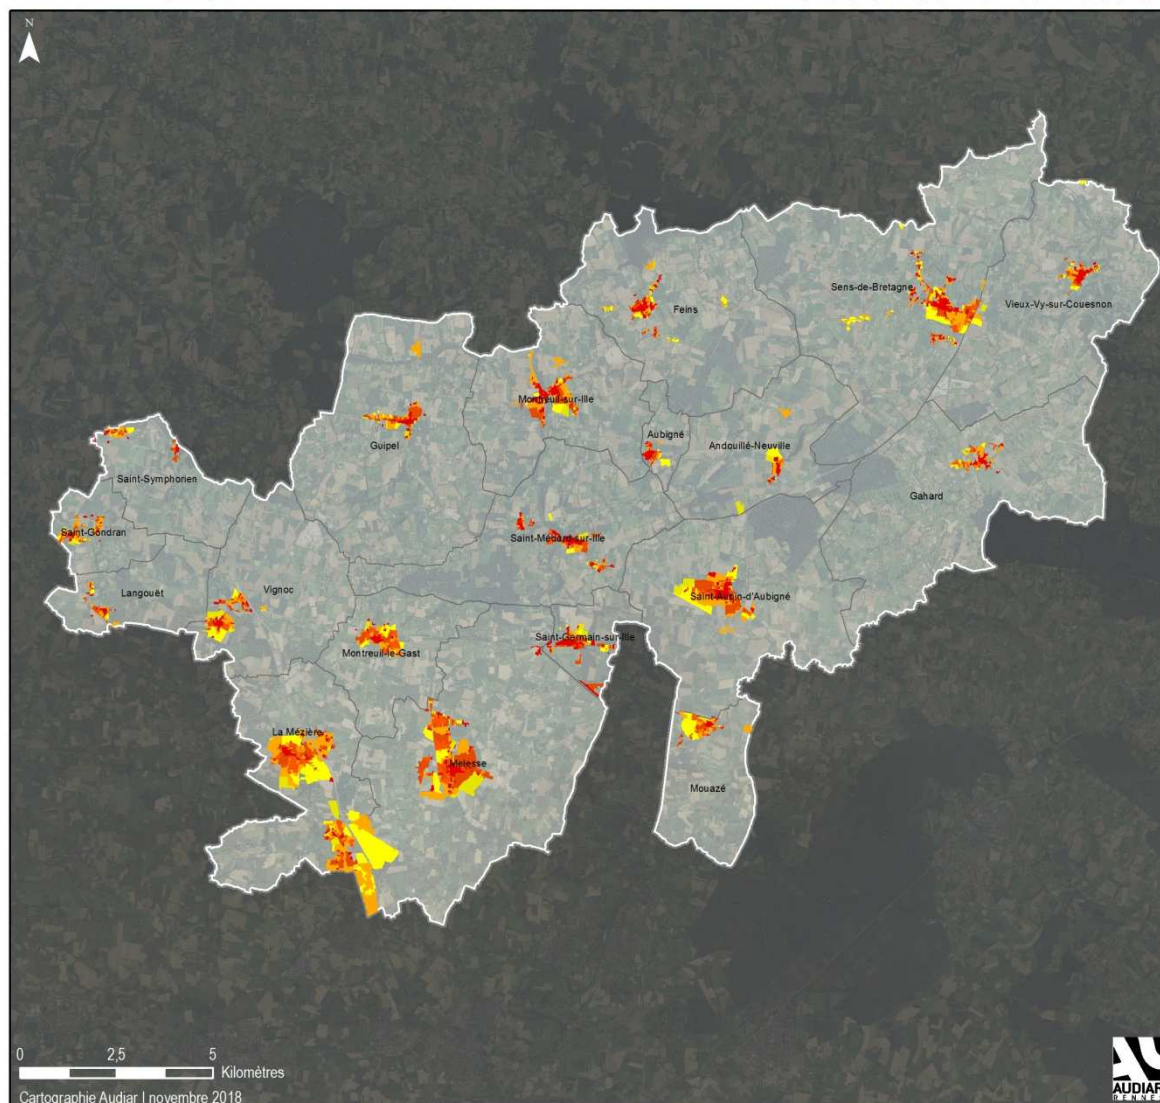 N
Sens-de-Bretagne
Vieux-Vy-sur-Couesnon
Feins
Montreuil-sur-Ille
Aubigné
Andouillé-Neuville
Guipel
Saint-Symphorien
Gahard
Saint-Gondran
Saint-Médard-sur-Ille
Langouët
Vignoc
Saint-Aubin-d'Aubigné
Saint-Germain-sur-Ille
Montreuil-le-Gast
La Mézière
Melesse
Mouazé
0 2,5 5
Kilomètres
Cartographie Audiar | novembre 2018
AUDIAR
RENNES